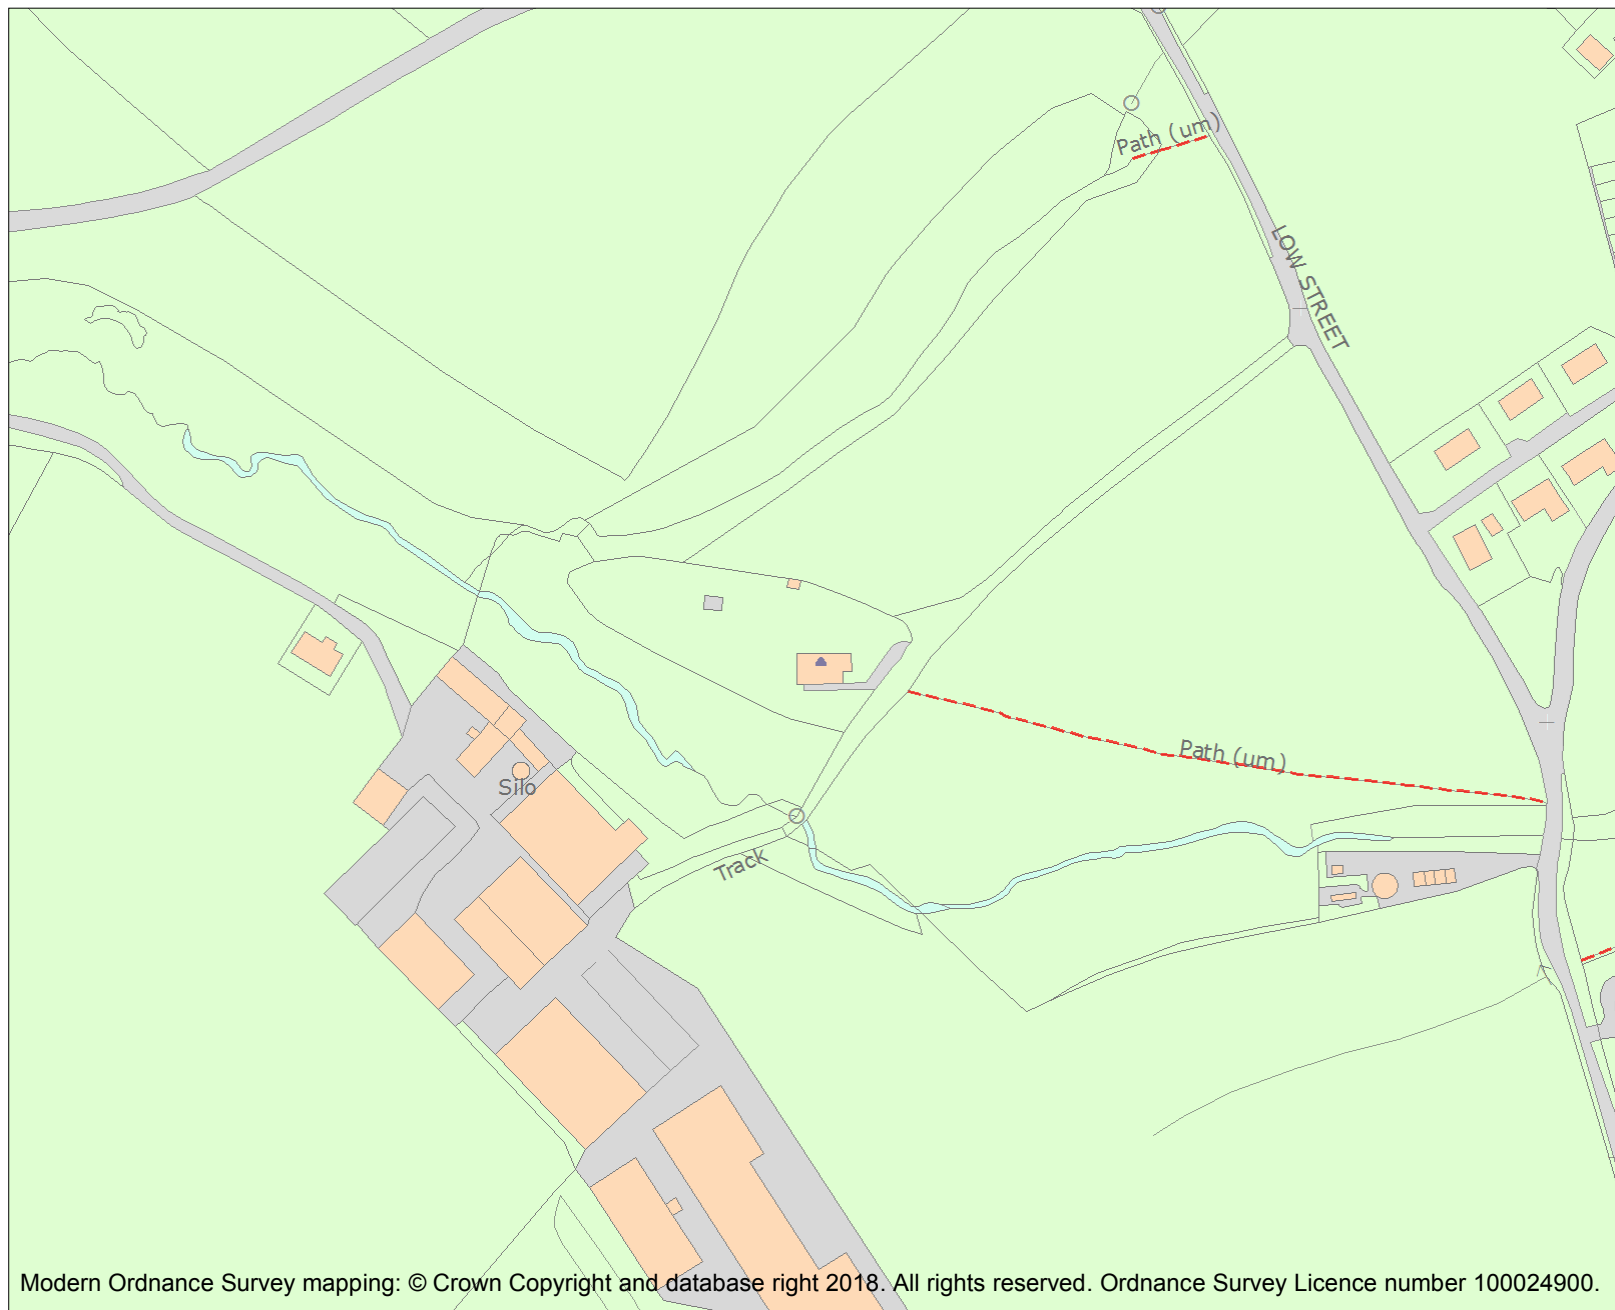 Path (um)
LOW STREET
Path (um)
Silo
Track
Modern Ordnance Survey mapping: © Crown Copyright and database right 2018. All rights reserved. Ordnance Survey Licence number 100024900.